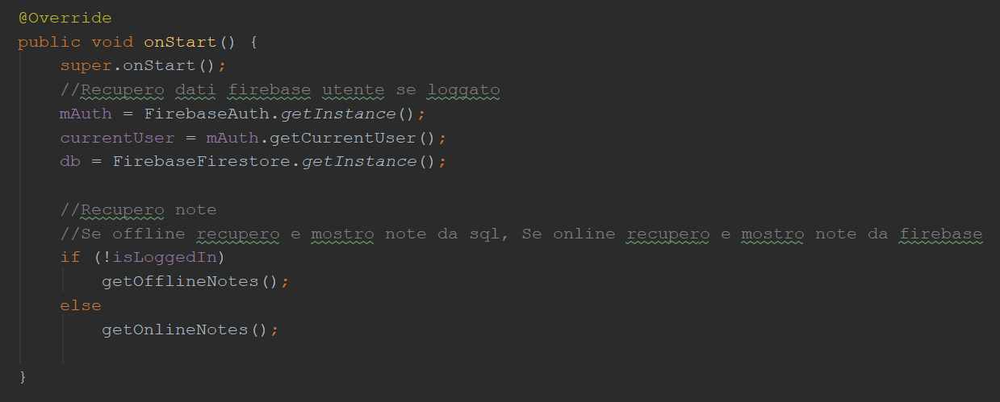 @Override
public void onStart() {
    super.onStart();
    //Recupero dati firebase utente se loggato
    mAuth = FirebaseAuth.getInstance();
    currentUser = mAuth.getCurrentUser();
    db = FirebaseFirestore.getInstance();

    //Recupero note
    //Se offline recupero e mostro note da sql, Se online recupero e mostro note da firebase
    if (!isLoggedIn)
        getOfflineNotes();
    else
        getOnlineNotes();

}